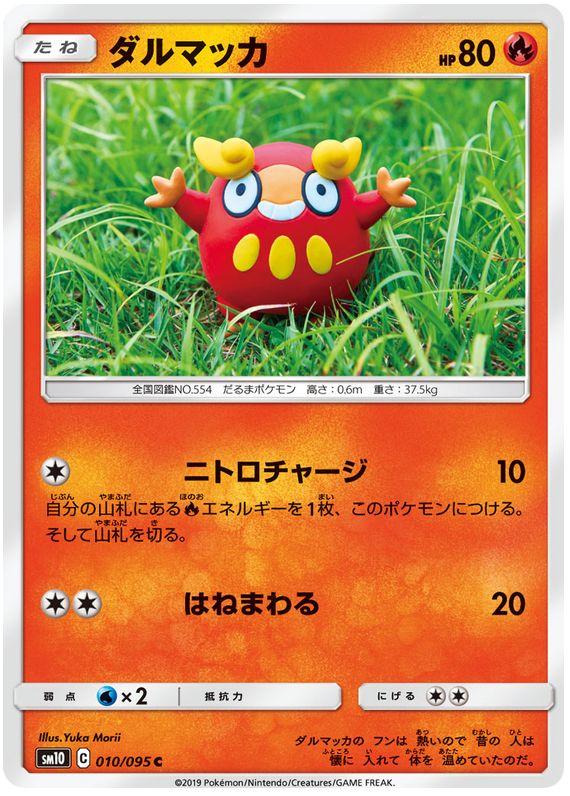 たね ダルマッカ HP80
全国図鑑NO.554 だるまポケモン 高さ:0.6m 重さ:37.5kg
ニトロチャージ 10
自分の山札にあるエネルギーを1枚、このポケモンにつける。
そして山札を切る。
はねまわる 20
弱点 ×2 抵抗力 にげる
Illus.Yuka Morii
ダルマッカの フンは 熱いので 昔の 人は
懐に 入れて 体を 温めていたのだ。
sm10 C 010/095 C
©2019 Pokémon/Nintendo/Creatures/GAME FREAK.